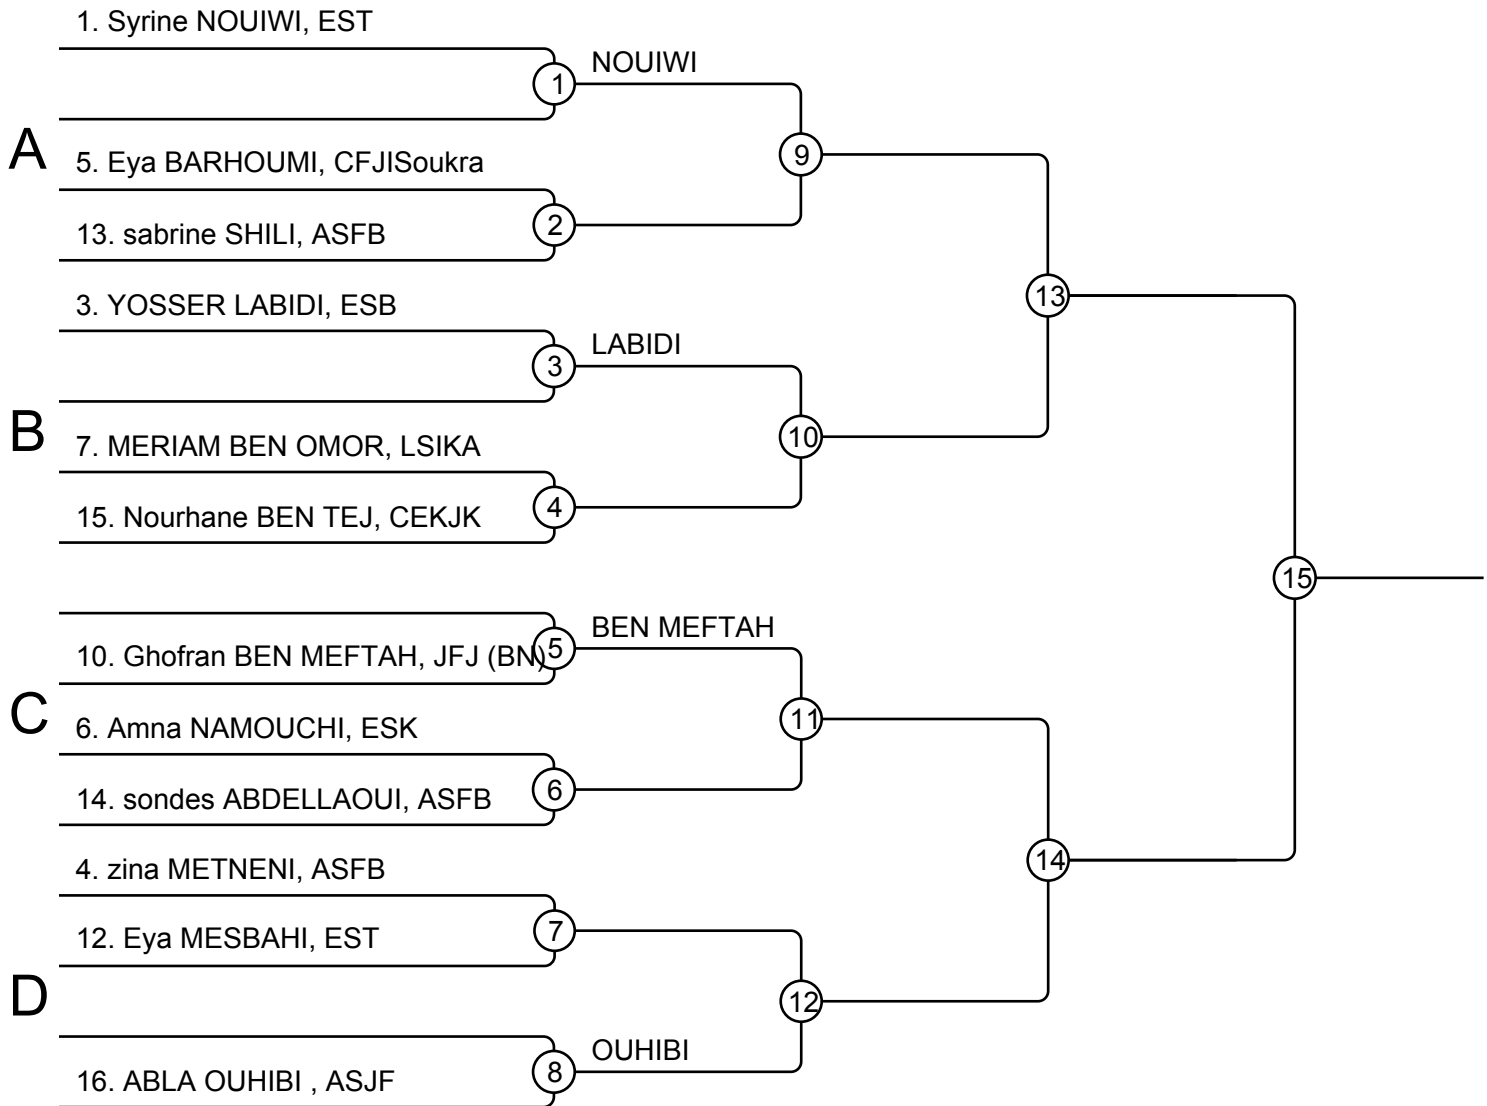 1. Syrine NOUIWI, EST
NOUIWI
1
A
5. Eya BARHOUMI, CFJISoukra
9
13. sabrine SHILI, ASFB
2
3. YOSSER LABIDI, ESB
13
LABIDI
3
B
7. MERIAM BEN OMOR, LSIKA
10
15. Nourhane BEN TEJ, CEKJK
4
15
BEN MEFTAH
10. Ghofran BEN MEFTAH, JFJ (BN)
5
C
6. Amna NAMOUCHI, ESK
11
14. sondes ABDELLAOUI, ASFB
6
4. zina METNENI, ASFB
14
12. Eya MESBAHI, EST
7
D
12
OUHIBI
16. ABLA OUHIBI , ASJF
8